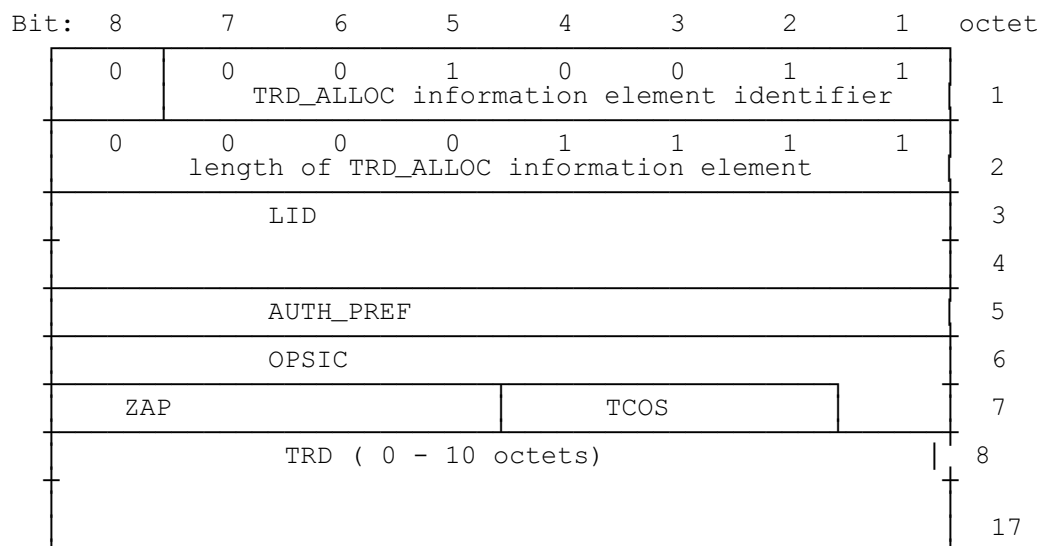 Bit: 8 7 6 5 4 3 2 1 octet
0 0 0 1 0 0 1 1
TRD_ALLOC information element identifier 1
0 0 0 0 1 1 1 1
length of TRD_ALLOC information element 2
LID 3
4
AUTH_PREF 5
OPSIC 6
ZAP TCOS 7
TRD ( 0 - 10 octets) | 8
17